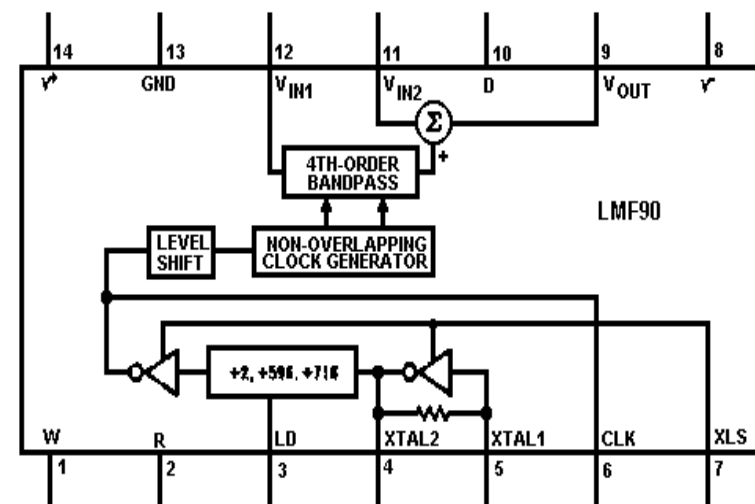 14 13 12 11 10 9 8
V+ GND VIN1 VIN2 D VOUT V-
Σ
+
4TH-ORDER
BANDPASS
LMF90
LEVEL
SHIFT
NON-OVERLAPPING
CLOCK GENERATOR
÷2, ÷596, ÷716
W R LD XTAL2 XTAL1 CLK XLS
1 2 3 4 5 6 7